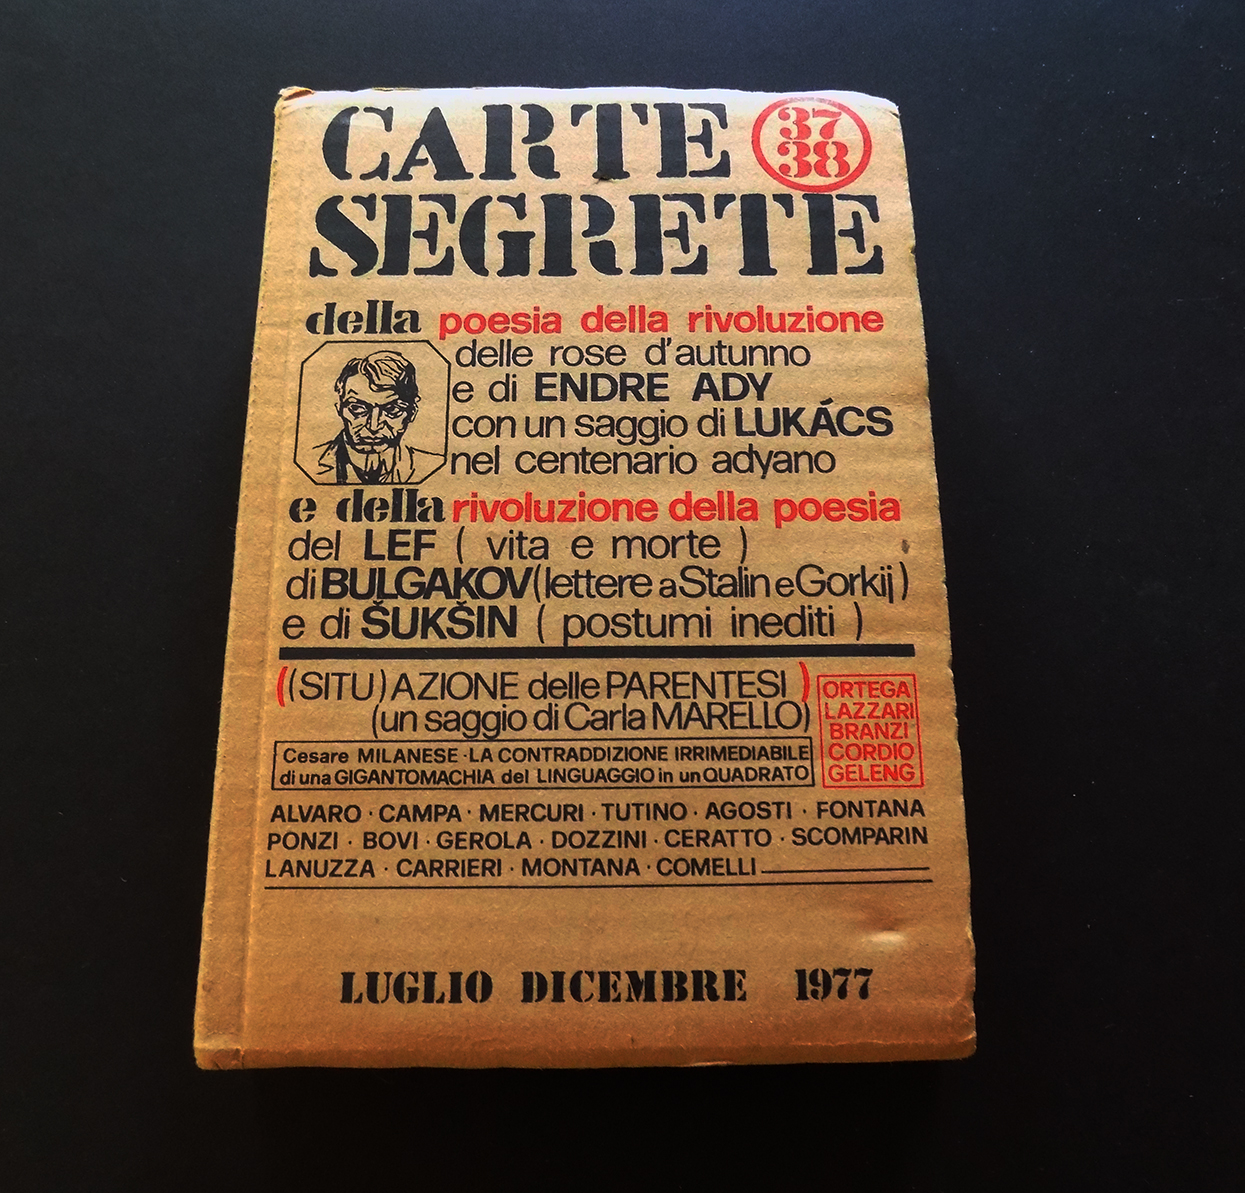 CARTE
37
38
SEGRETE
della poesia della rivoluzione
delle rose d'autunno
e di ENDRE ADY
con un saggio di LUKÁCS
nel centenario adyano
e della rivoluzione della poesia
del LEF ( vita e morte )
di BULGAKOV (lettere a Stalin e Gorkij)
e di ŠUKŠIN ( postumi inediti )
((SITU)AZIONE delle PARENTESI )
(un saggio di Carla MARELLO)
Cesare MILANESE · LA CONTRADDIZIONE IRRIMEDIABILE
di una GIGANTOMACHIA del LINGUAGGIO in un QUADRATO
ORTEGA
LAZZARI
BRANZI
CORDIO
GELENG
ALVARO · CAMPA · MERCURI · TUTINO · AGOSTI · FONTANA
PONZI · BOVI · GEROLA · DOZZINI · CERATTO · SCOMPARIN
LANUZZA · CARRIERI · MONTANA · COMELLI
LUGLIO DICEMBRE 1977